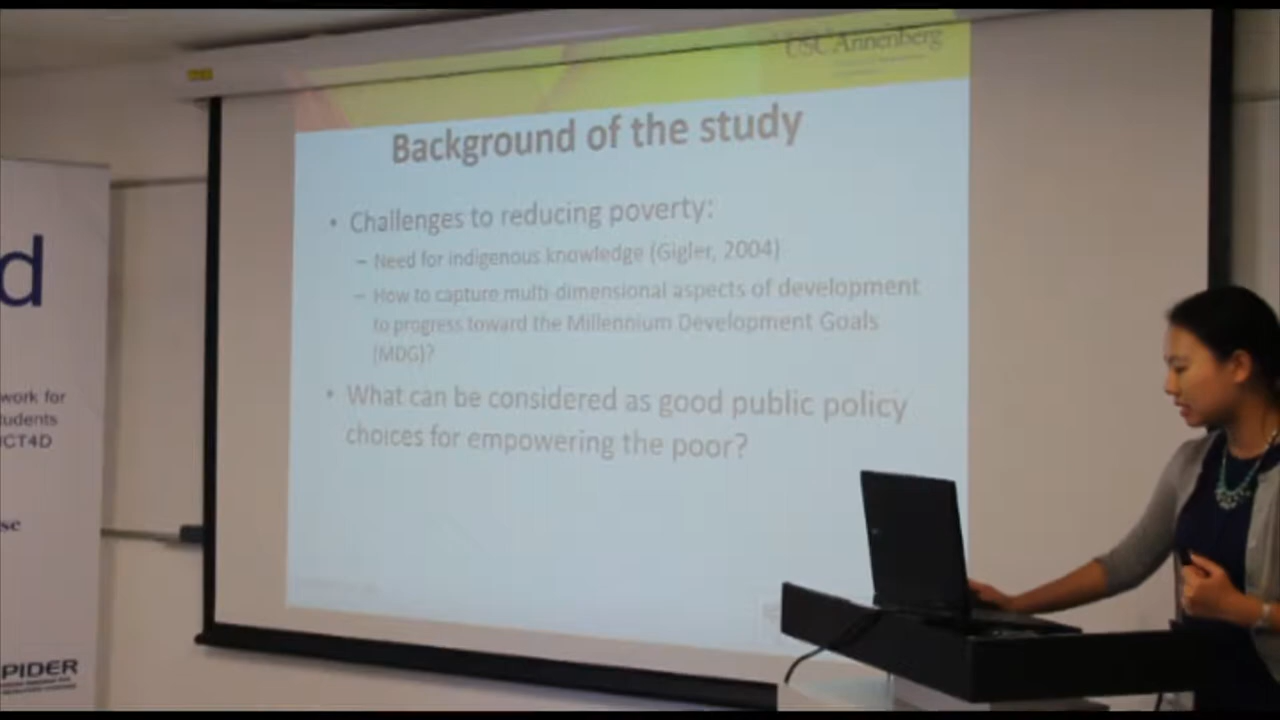 USC Annenberg
Background of the study
• Challenges to reducing poverty:
– Need for indigenous knowledge (Gigler, 2004)
– How to capture multi-dimensional aspects of development
to progress toward the Millennium Development Goals
(MDG)?
• What can be considered as good public policy
choices for empowering the poor?
d
work for
tudents
CT4D
se
PIDER